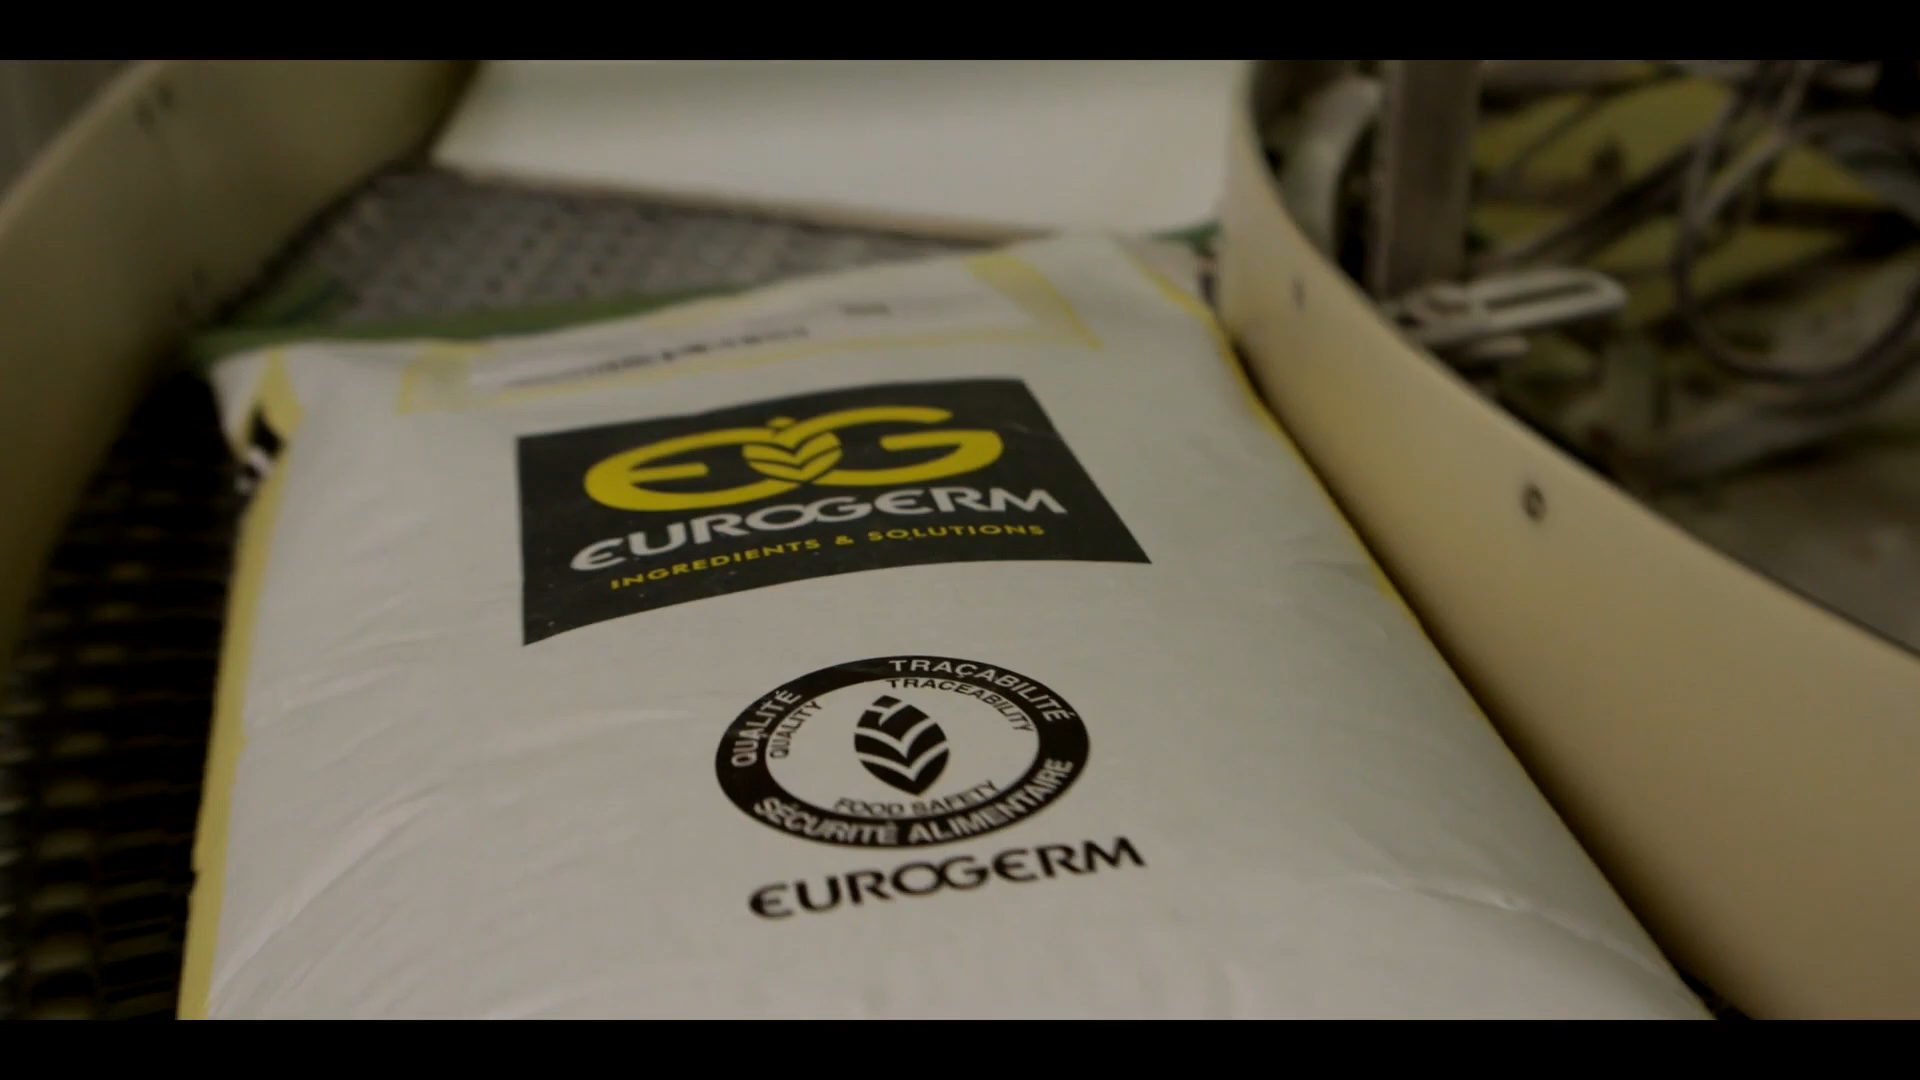 EG
EUROGERM
INGREDIENTS & SOLUTIONS
QUALITÉ TRAÇABILITÉ
QUALITY TRACEABILITY
FOOD SAFETY
SÉCURITÉ ALIMENTAIRE
EUROGERM